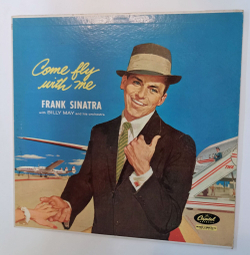 Come fly
with me
FRANK SINATRA
with BILLY MAY and his orchestra
Capitol